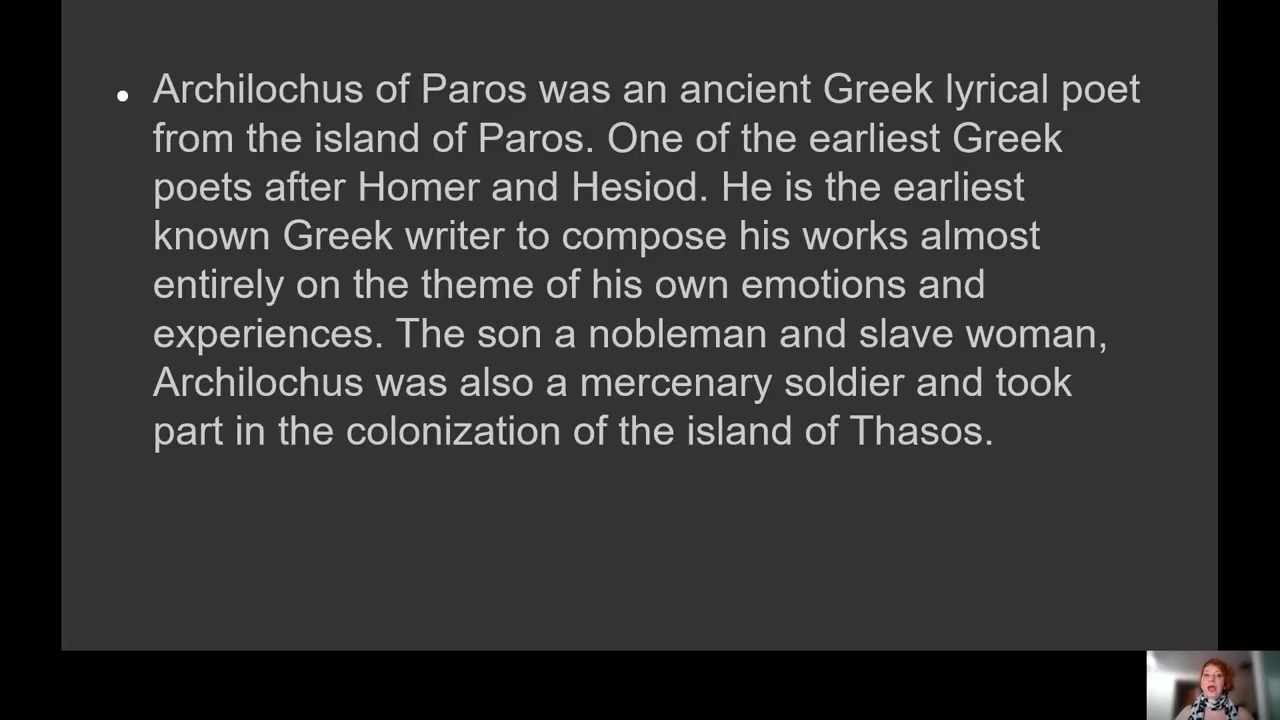 Archilochus of Paros was an ancient Greek lyrical poet
from the island of Paros. One of the earliest Greek
poets after Homer and Hesiod. He is the earliest
known Greek writer to compose his works almost
entirely on the theme of his own emotions and
experiences. The son a nobleman and slave woman,
Archilochus was also a mercenary soldier and took
part in the colonization of the island of Thasos.